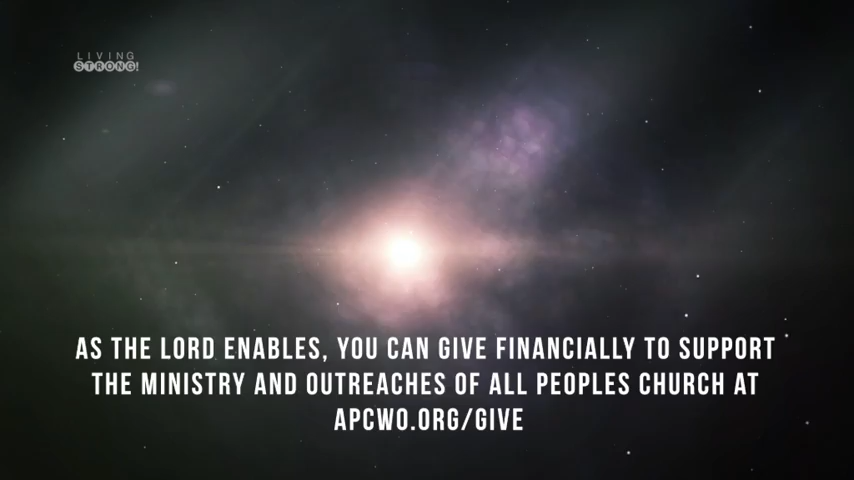 LIVING
STRONG!
AS THE LORD ENABLES, YOU CAN GIVE FINANCIALLY TO SUPPORT
THE MINISTRY AND OUTREACHES OF ALL PEOPLES CHURCH AT
APCWO.ORG/GIVE